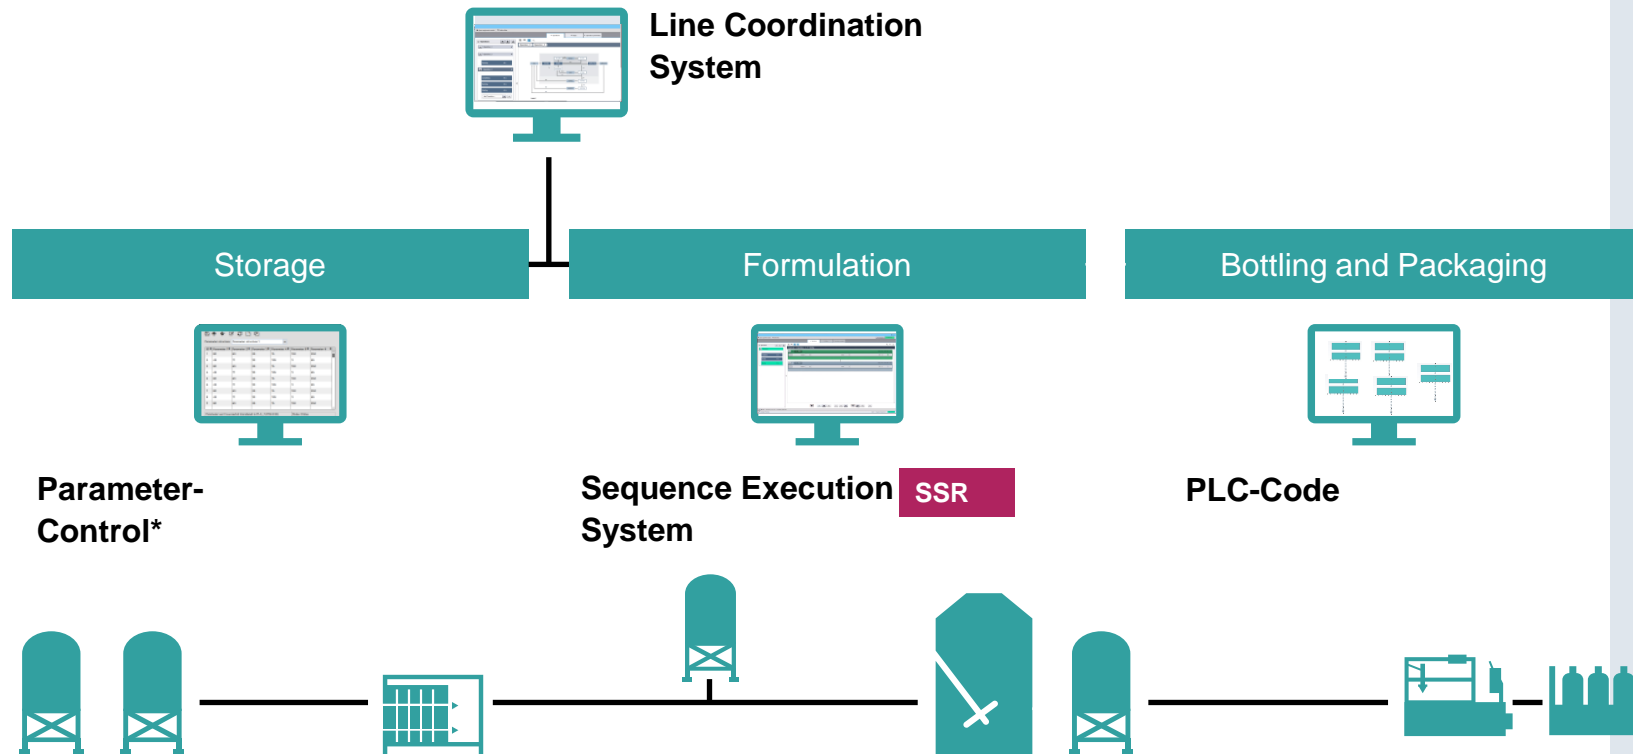 Line Coordination
System
Storage
Formulation
Bottling and Packaging
Parameter-
Control*
Sequence Execution
System
SSR
PLC-Code